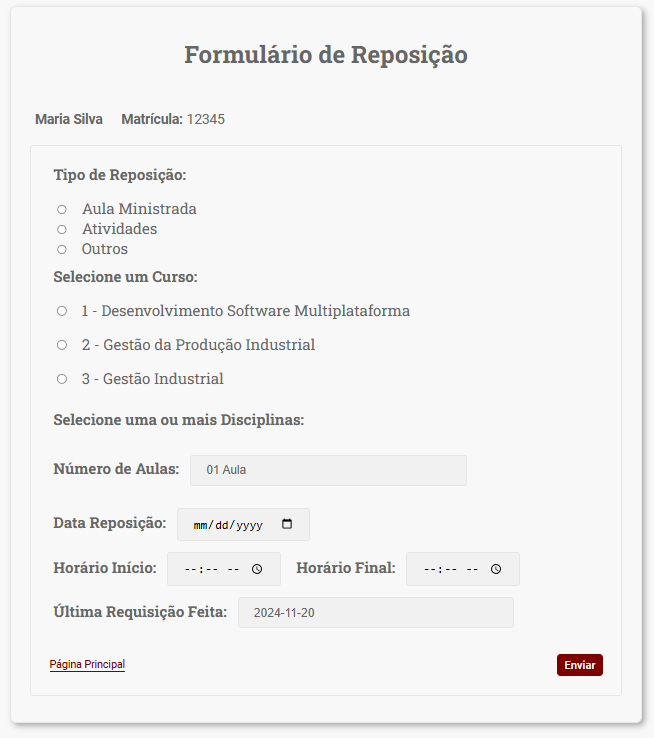 Formulário de Reposição
Maria Silva Matrícula: 12345
Tipo de Reposição:
Aula Ministrada
Atividades
Outros
Selecione um Curso:
1 - Desenvolvimento Software Multiplataforma
2 - Gestão da Produção Industrial
3 - Gestão Industrial
Selecione uma ou mais Disciplinas:
Número de Aulas: 01 Aula
Data Reposição: mm/dd/yyyy
Horário Início: --:-- -- Horário Final: --:-- --
Última Requisição Feita: 2024-11-20
Página Principal Enviar